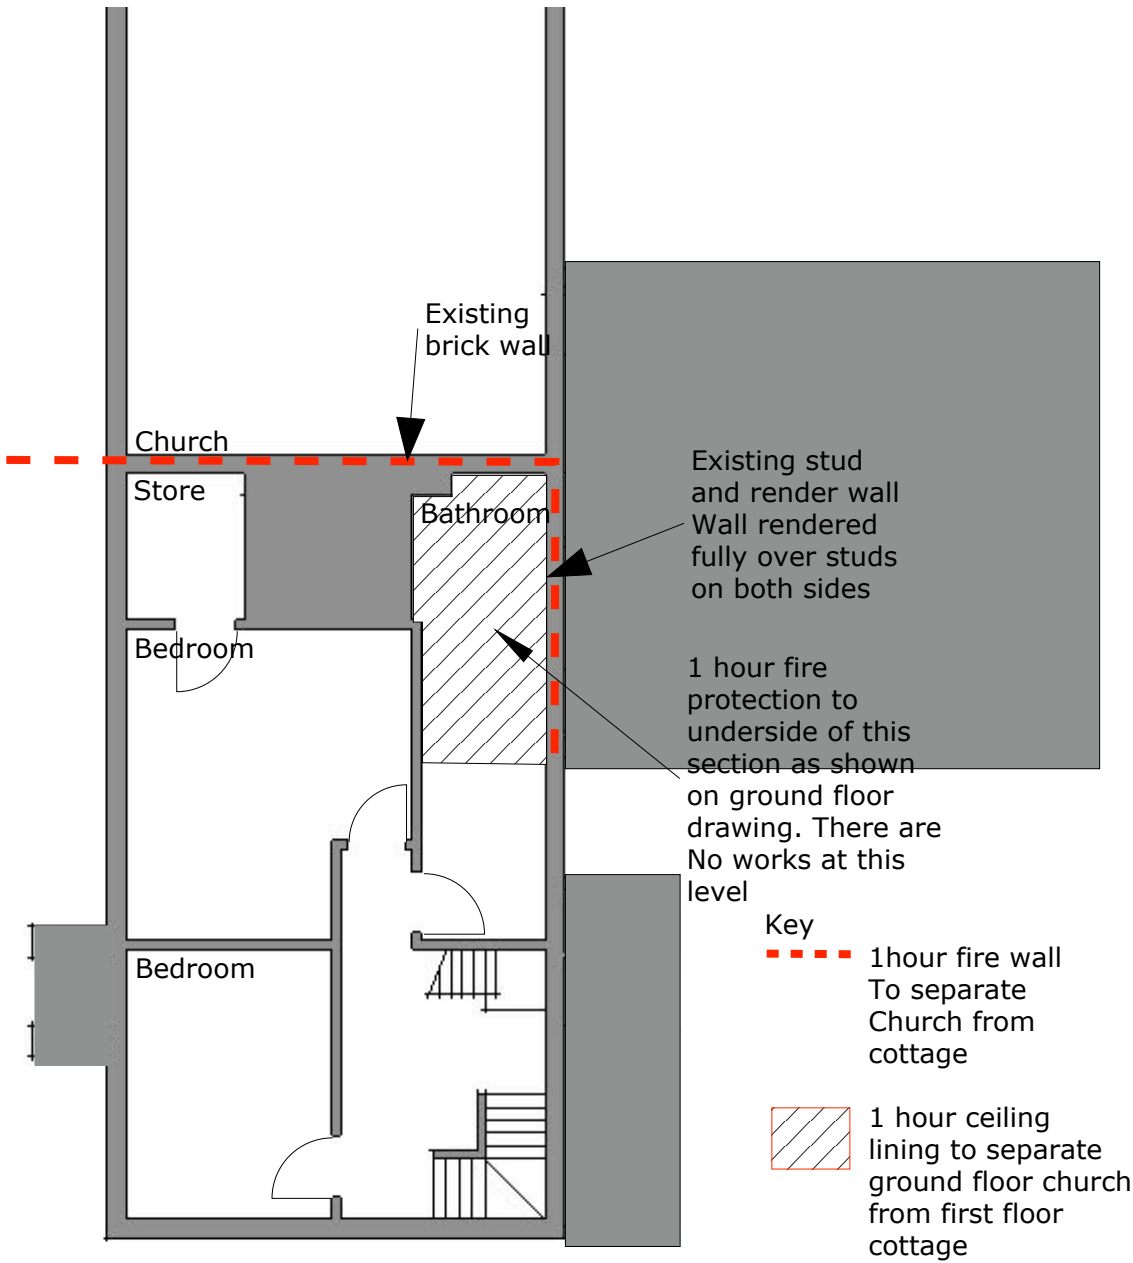 Existing
brick wall
Church
Store
Bathroom
Existing stud
and render wall
Wall rendered
fully over studs
on both sides
Bedroom
1 hour fire
protection to
underside of this
section as shown
on ground floor
drawing. There are
No works at this
level
Bedroom
Key
1hour fire wall
To separate
Church from
cottage
1 hour ceiling
lining to separate
ground floor church
from first floor
cottage